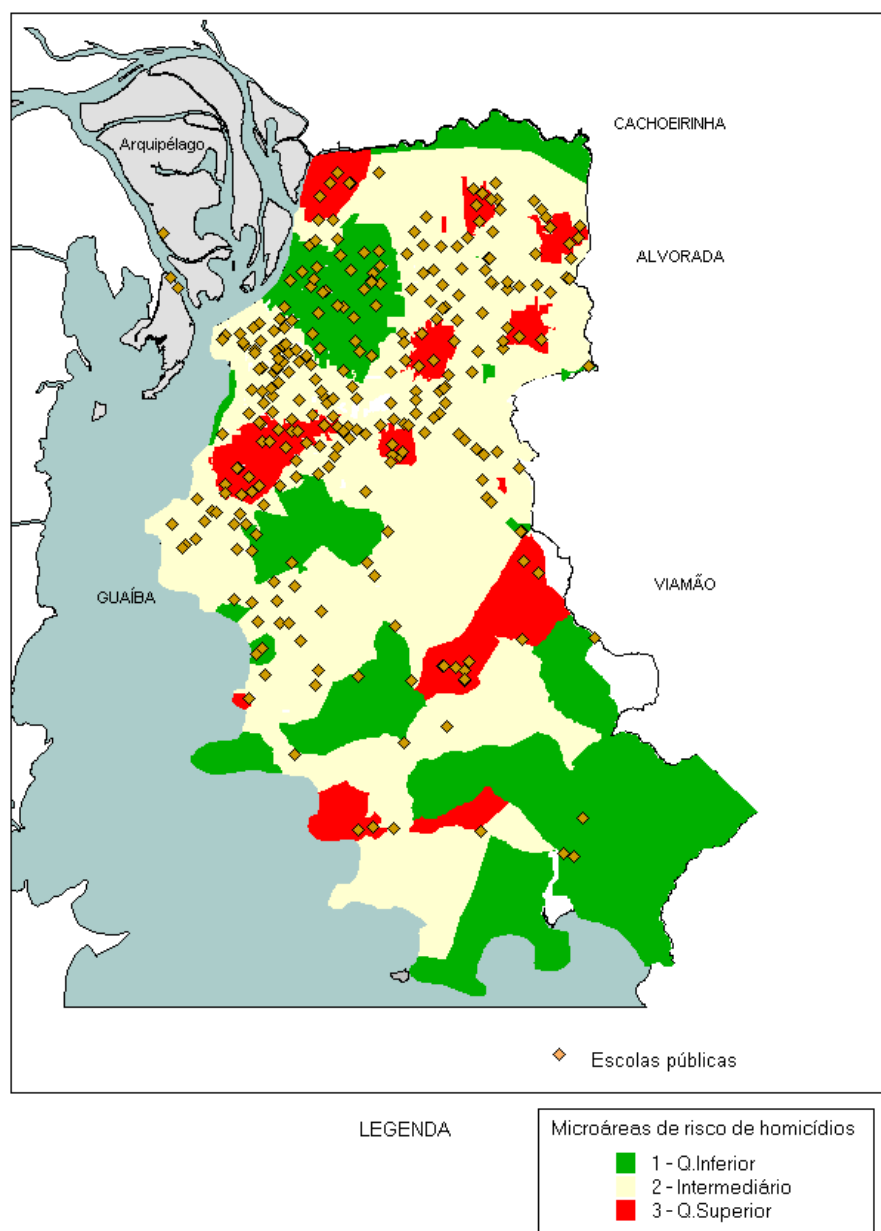 CACHOEIRINHA
Arquipélago
ALVORADA
VIAMÃO
GUAÍBA
Escolas públicas
LEGENDA
Microáreas de risco de homicídios
1 - Q.Inferior
2 - Intermediário
3 - Q.Superior